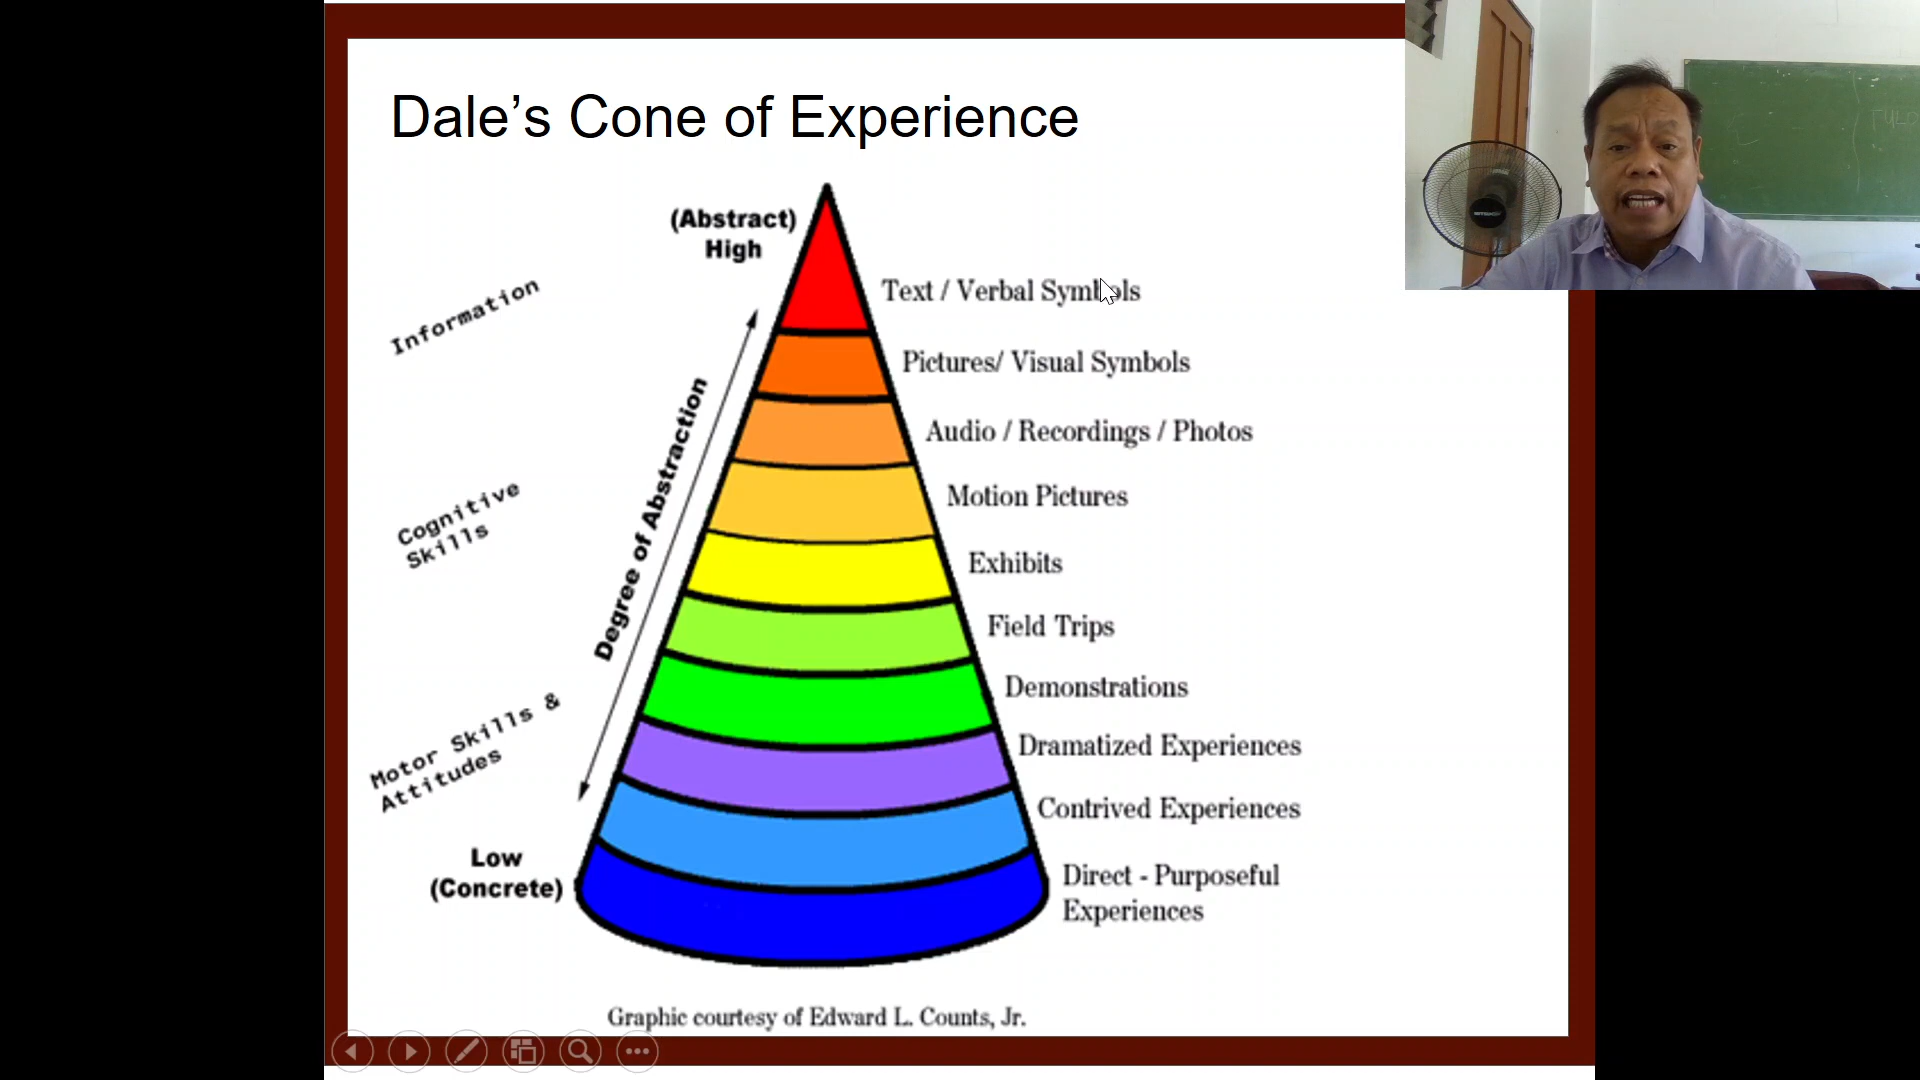 Dale’s Cone of Experience
(Abstract)
High
Information
Text / Verbal Symbols
Pictures/ Visual Symbols
Audio / Recordings / Photos
Degree of Abstraction
Cognitive
Skills
Motion Pictures
Exhibits
Field Trips
Demonstrations
Motor Skills &
Attitudes
Dramatized Experiences
Contrived Experiences
Low
(Concrete)
Direct - Purposeful
Experiences
Graphic courtesy of Edward L. Counts, Jr.